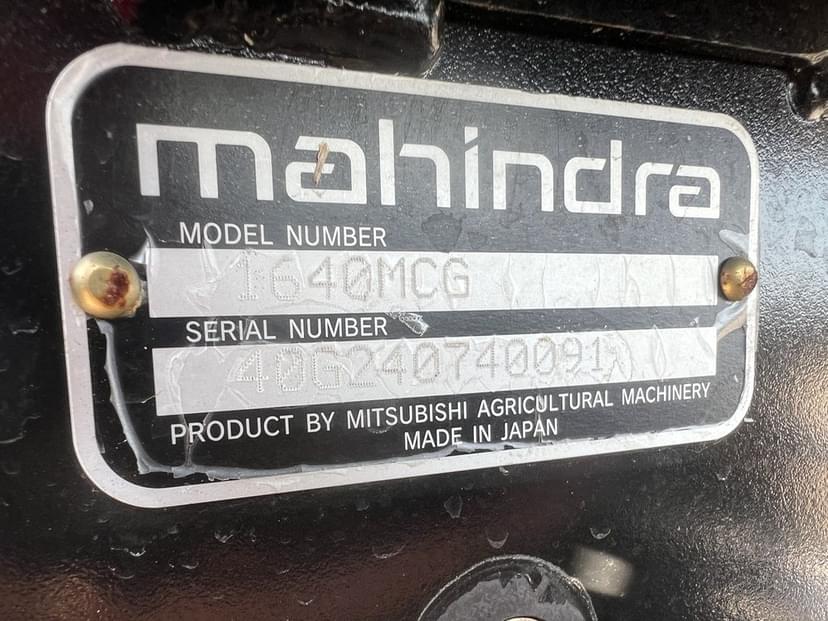 mahindra
MODEL NUMBER
1640MCG
SERIAL NUMBER
40G240740091
PRODUCT BY MITSUBISHI AGRICULTURAL MACHINERY
MADE IN JAPAN